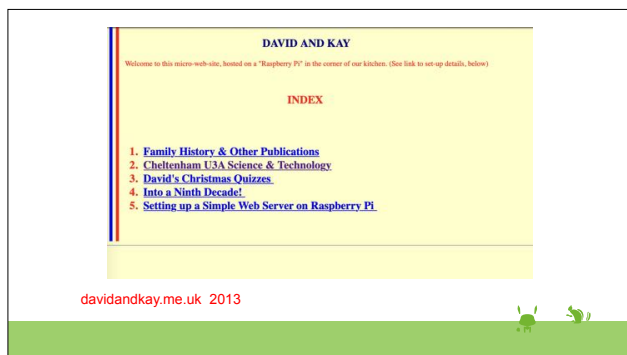 DAVID AND KAY
Welcome to this micro-web-site, hosted on a "Raspberry Pi" in the corner of our kitchen. (See link to set-up details, below)
INDEX
1. Family History & Other Publications
2. Cheltenham U3A Science & Technology
3. David's Christmas Quizzes
4. Into a Ninth Decade!
5. Setting up a Simple Web Server on Raspberry Pi
davidandkay.me.uk 2013